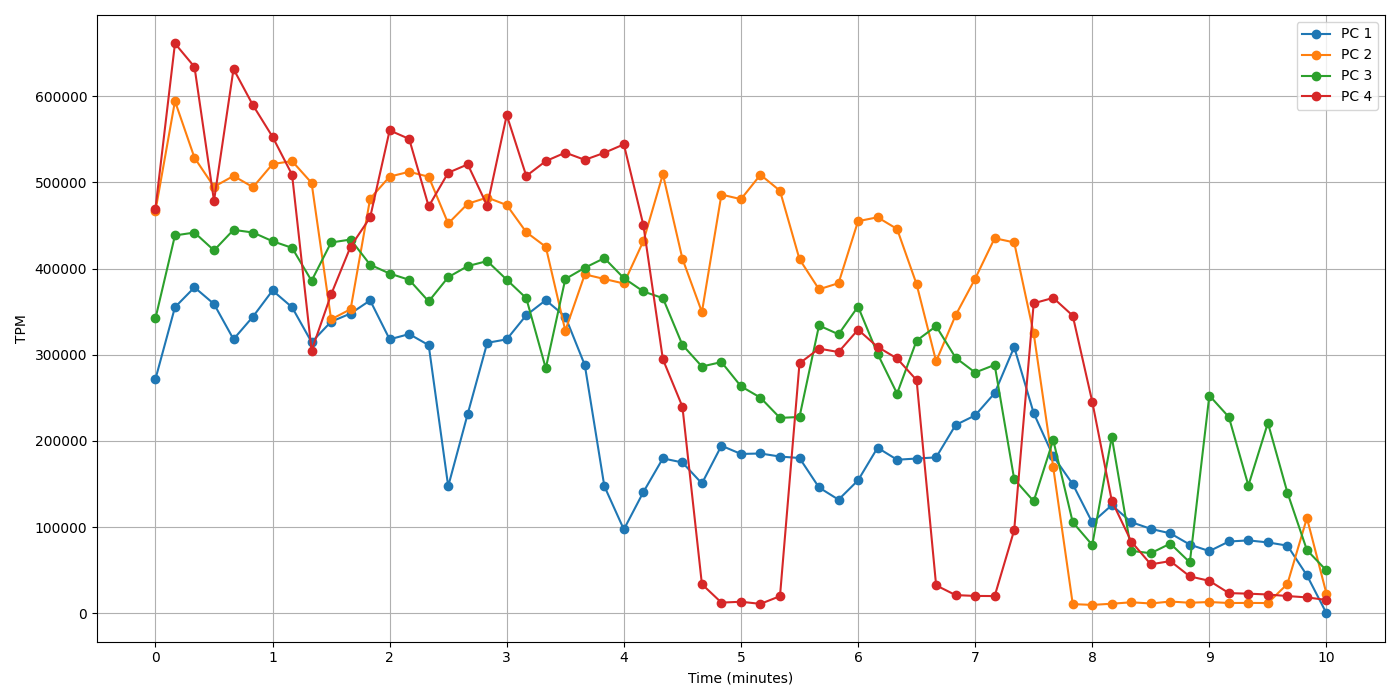 PC 1
PC 2
PC 3
PC 4
TPM
600000
500000
400000
300000
200000
100000
0
0 1 2 3 4 5 6 7 8 9 10
Time (minutes)